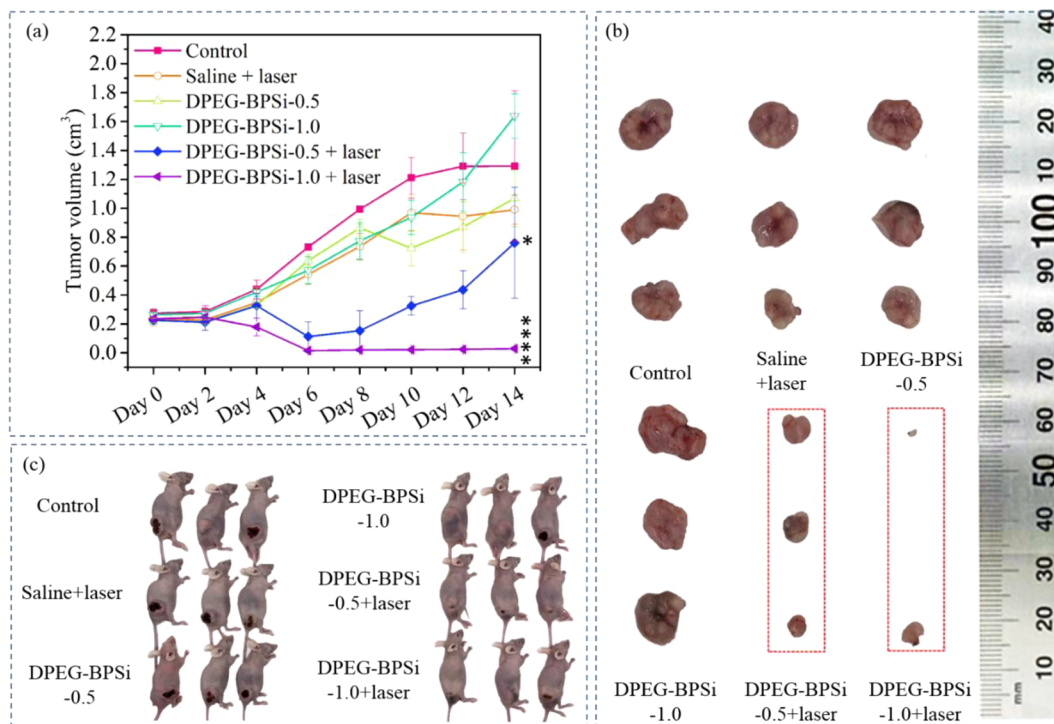 (a)
Tumor volume (cm³)
2.2
2.0
1.8
1.6
1.4
1.2
1.0
0.8
0.6
0.4
0.2
0.0
Control
Saline + laser
DPEG-BPSi-0.5
DPEG-BPSi-1.0
DPEG-BPSi-0.5 + laser
DPEG-BPSi-1.0 + laser
*
****
Day 0
Day 2
Day 4
Day 6
Day 8
Day 10
Day 12
Day 14
(b)
Control
Saline
+laser
DPEG-BPSi
-0.5
DPEG-BPSi
-1.0
DPEG-BPSi
-0.5+laser
DPEG-BPSi
-1.0+laser
40
30
20
10
100
90
80
70
60
50
40
30
20
10
mm
(c)
Control
Saline+laser
DPEG-BPSi
-0.5
DPEG-BPSi
-1.0
DPEG-BPSi
-0.5+laser
DPEG-BPSi
-1.0+laser